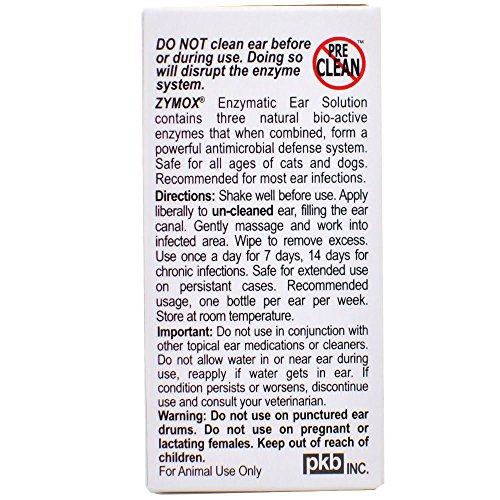 DO NOT clean ear before
or during use. Doing so
will disrupt the enzyme
system.
PRE CLEAN™
ZYMOX® Enzymatic Ear Solution
contains three natural bio-active
enzymes that when combined, form a
powerful antimicrobial defense system.
Safe for all ages of cats and dogs.
Recommended for most ear infections.
Directions: Shake well before use. Apply
liberally to un-cleaned ear, filling the ear
canal. Gently massage and work into
infected area. Wipe to remove excess.
Use once a day for 7 days, 14 days for
chronic infections. Safe for extended use
on persistant cases. Recommended
usage, one bottle per ear per week.
Store at room temperature.
Important: Do not use in conjunction with
other topical ear medications or cleaners.
Do not allow water in or near ear during
use, reapply if water gets in ear. If
condition persists or worsens, discontinue
use and consult your veterinarian.
Warning: Do not use on punctured ear
drums. Do not use on pregnant or
lactating females. Keep out of reach of
children.
For Animal Use Only
pkb INC.